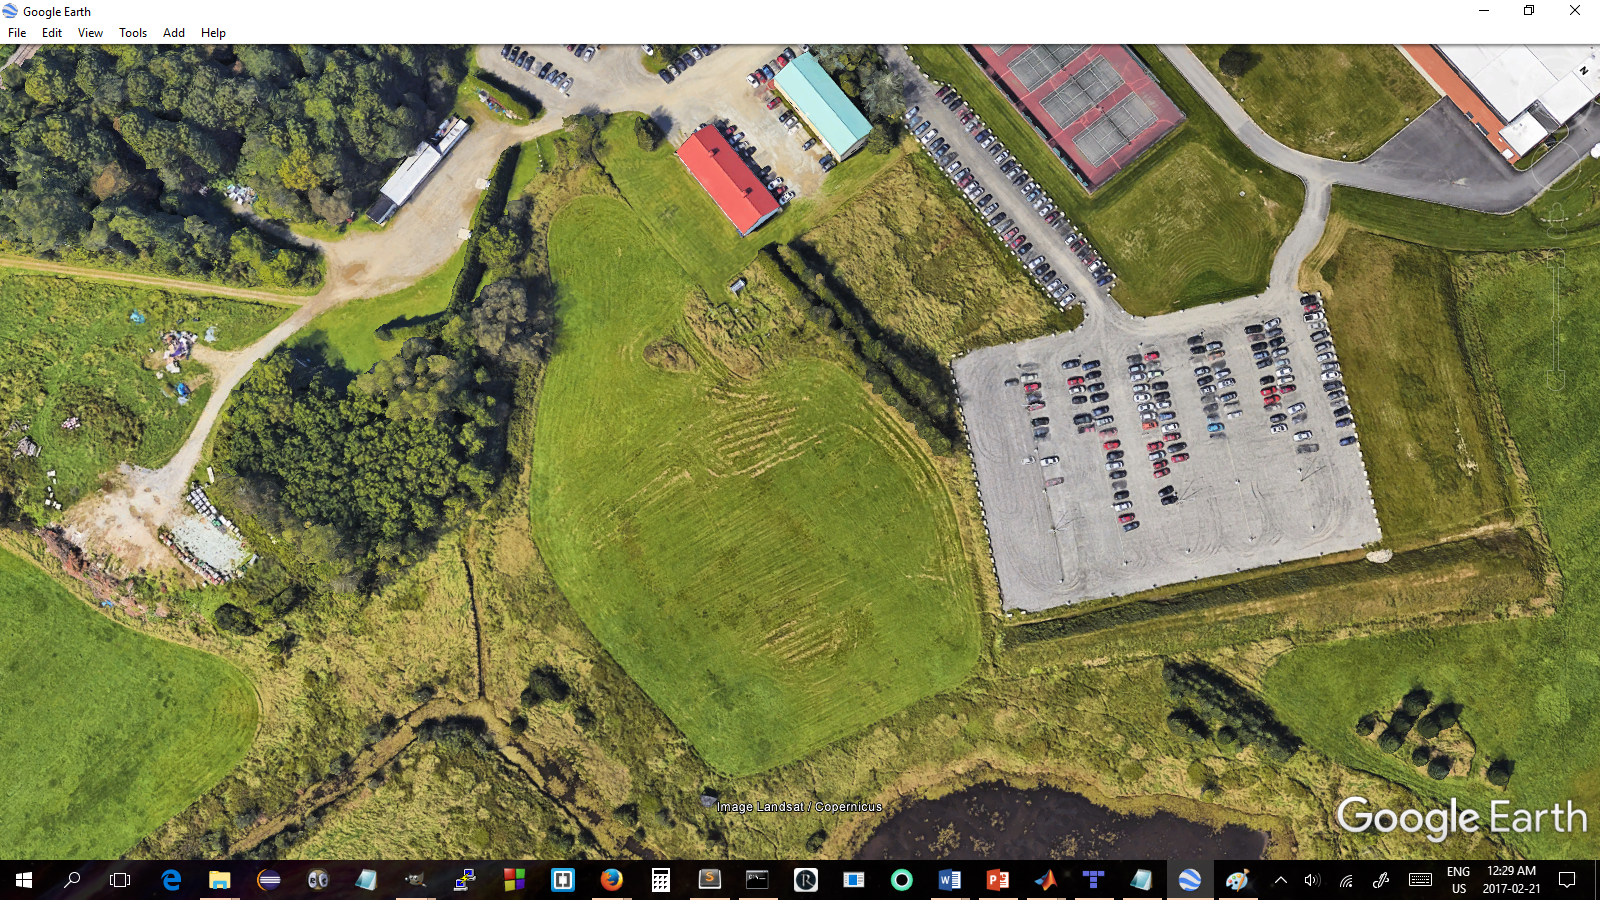 Google Earth
File Edit View Tools Add Help
N
Image Landsat / Copernicus
Google Earth
ENG
US
12:29 AM
2017-02-21